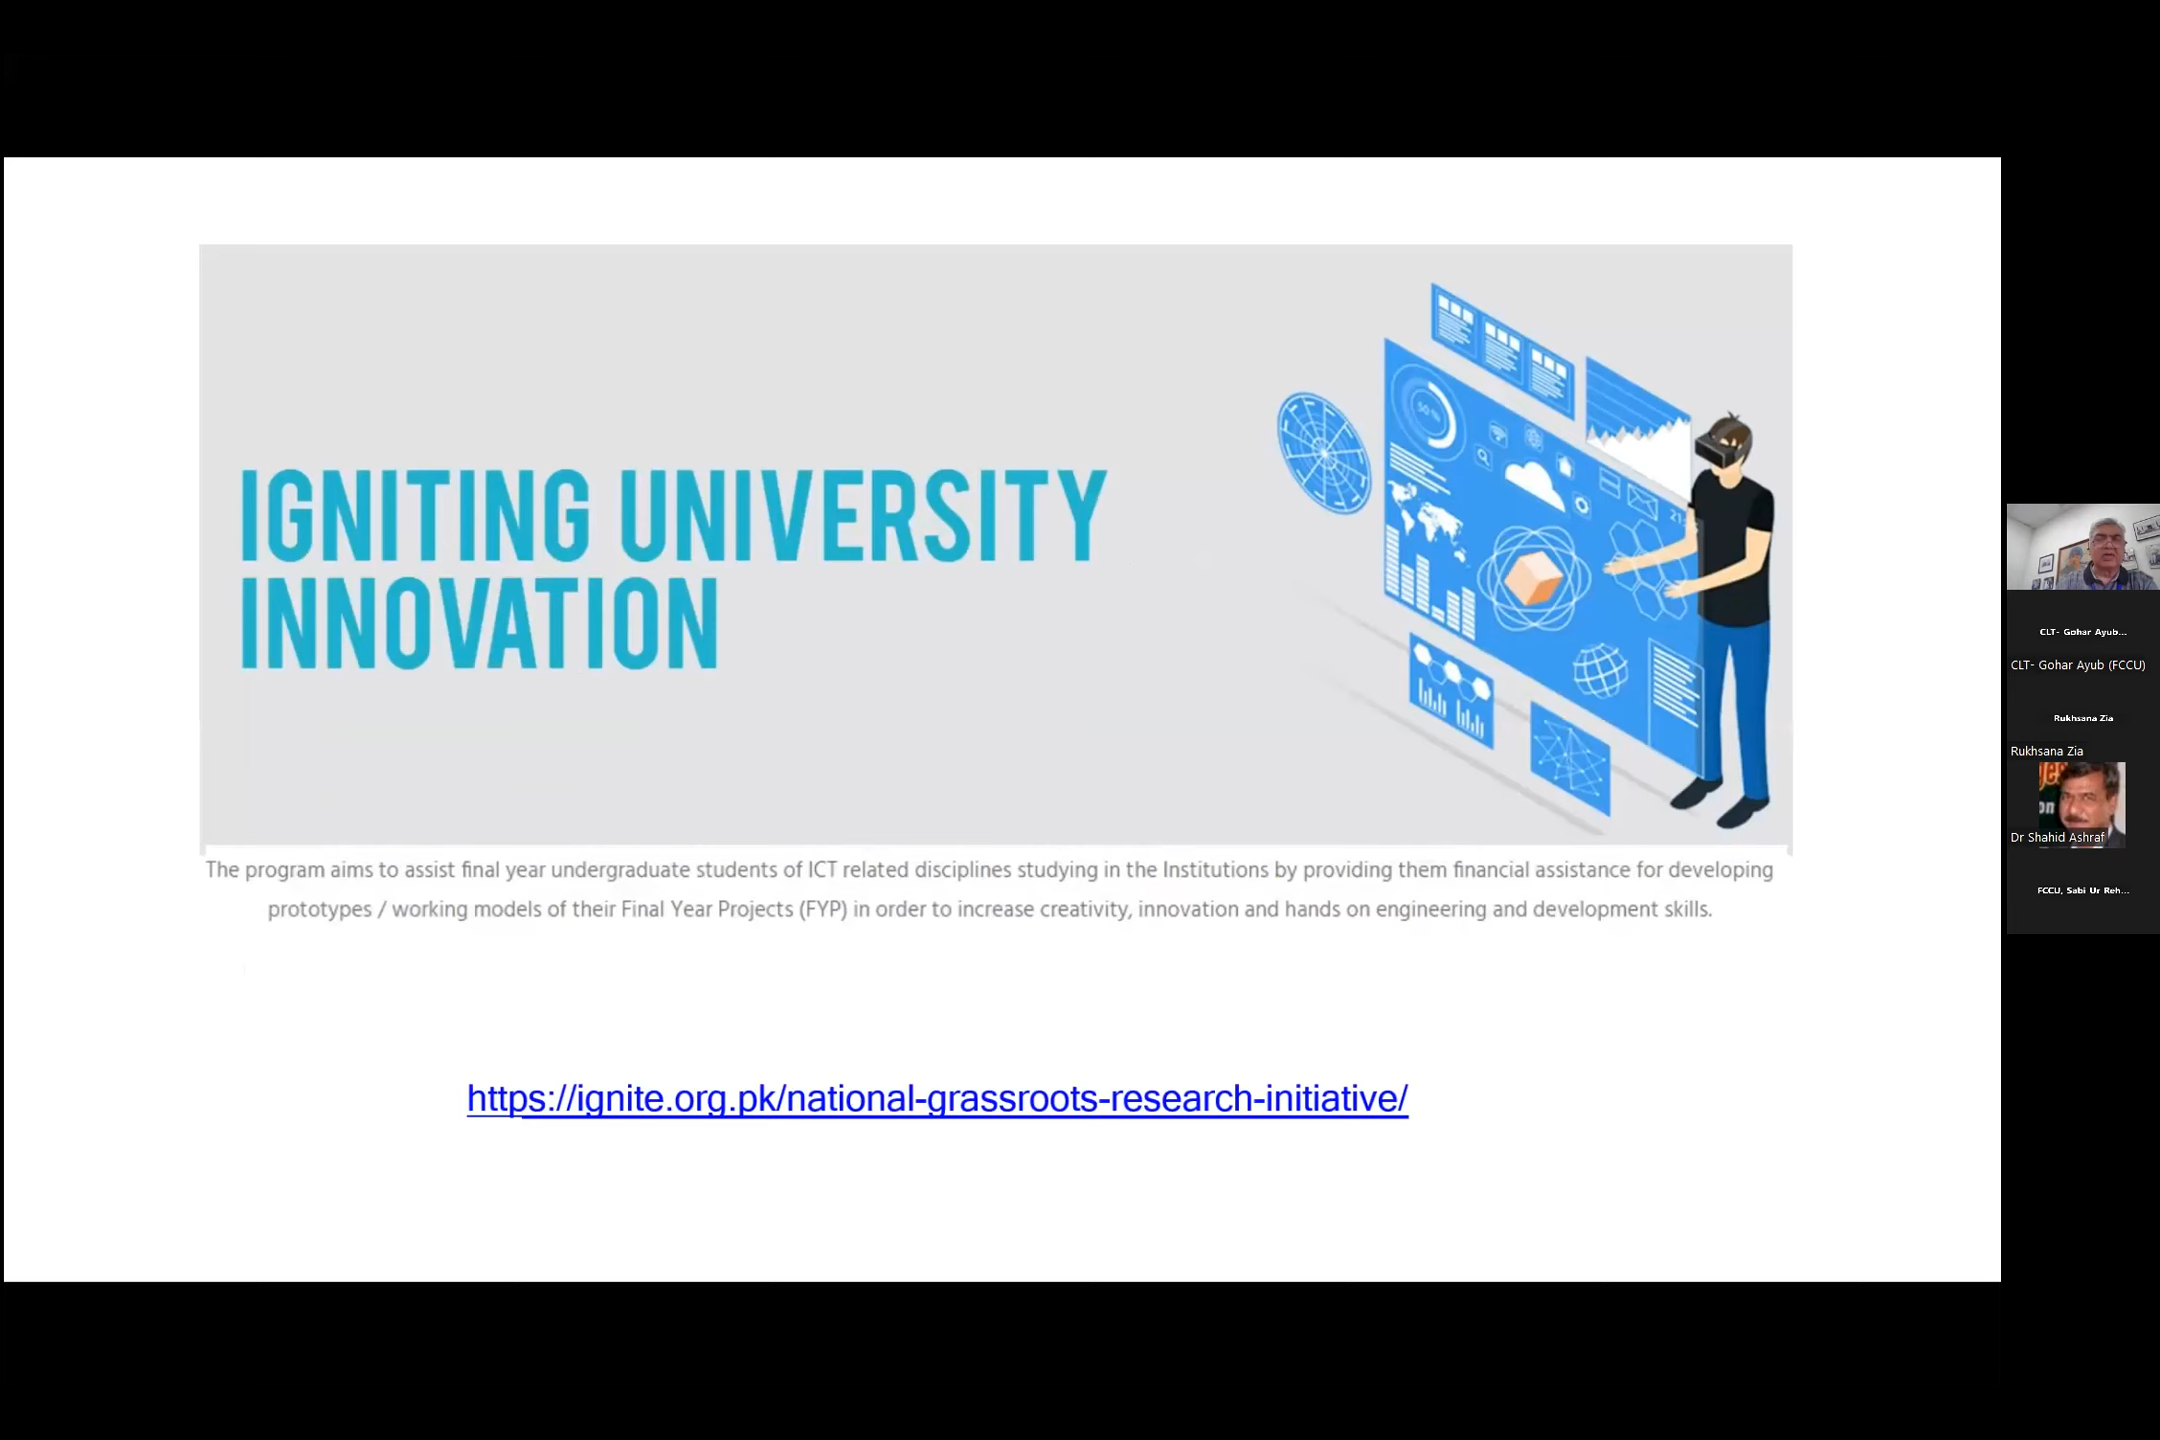 IGNITING UNIVERSITY
INNOVATION
50 %
The program aims to assist final year undergraduate students of ICT related disciplines studying in the Institutions by providing them financial assistance for developing
prototypes / working models of their Final Year Projects (FYP) in order to increase creativity, innovation and hands on engineering and development skills.
https://ignite.org.pk/national-grassroots-research-initiative/
CLT- Gohar Ayub...
CLT- Gohar Ayub (FCCU)
Rukhsana Zia
Rukhsana Zia
Dr Shahid Ashraf
FCCU, Sabi Ur Reh...